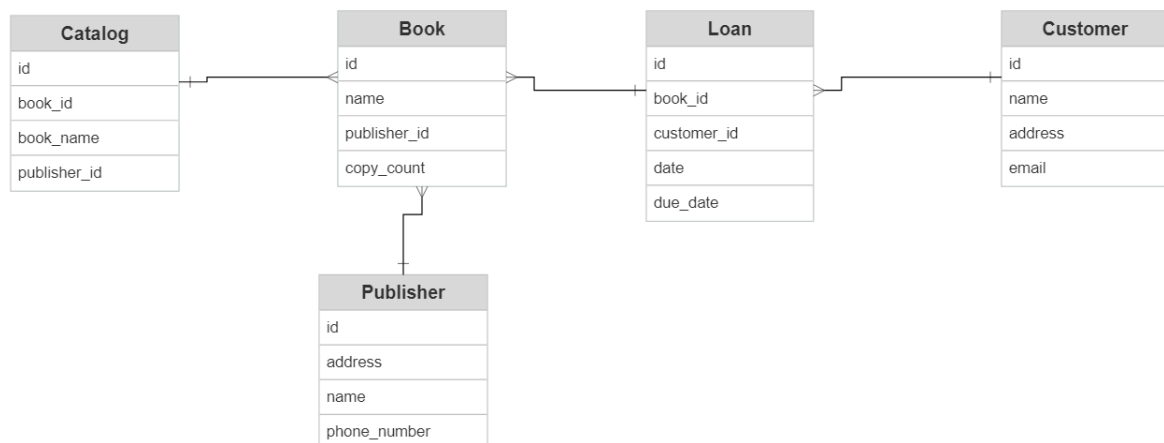 Catalog
id
book_id
book_name
publisher_id
Book
id
name
publisher_id
copy_count
Loan
id
book_id
customer_id
date
due_date
Customer
id
name
address
email
Publisher
id
address
name
phone_number